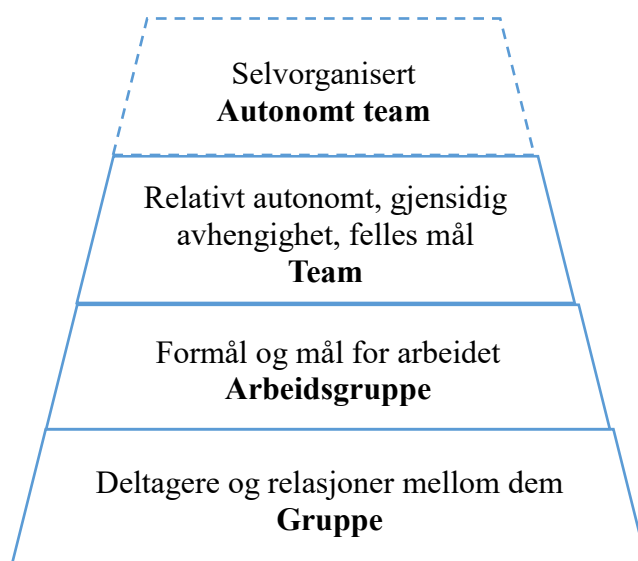 Selvorganisert
Autonomt team
Relativt autonomt, gjensidig
avhengighet, felles mål
Team
Formål og mål for arbeidet
Arbeidsgruppe
Deltagere og relasjoner mellom dem
Gruppe